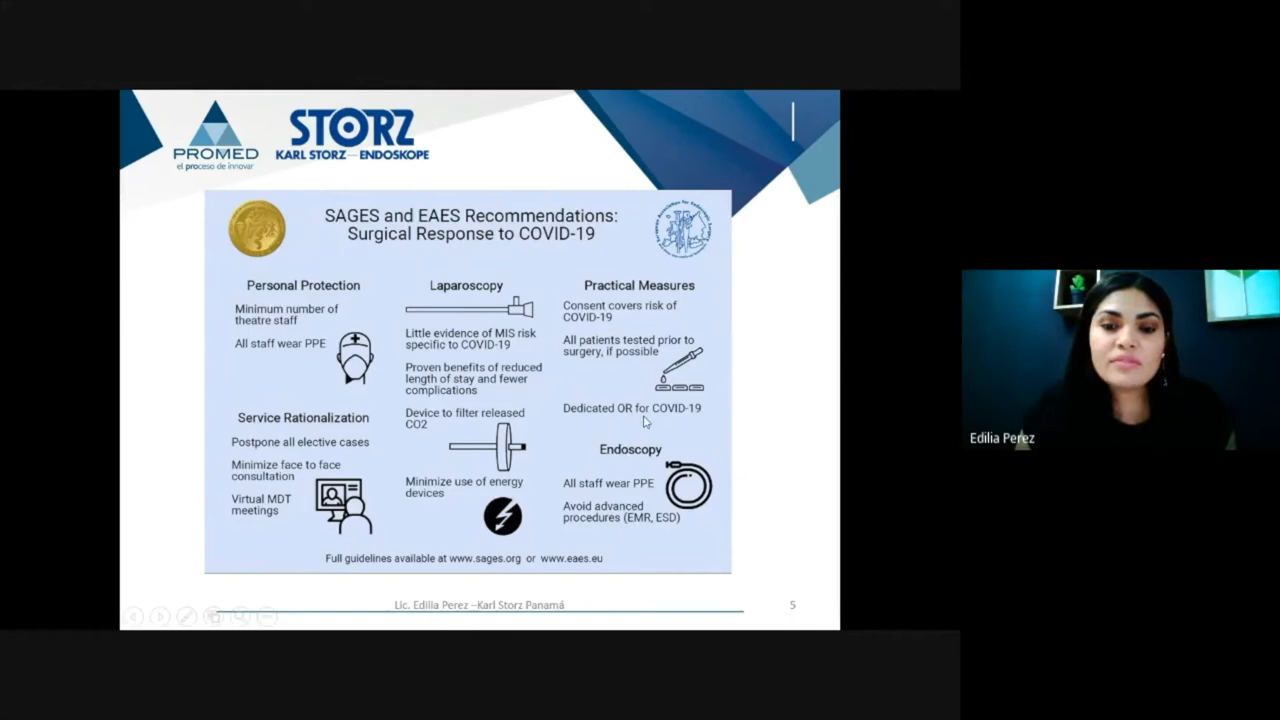 PROMED
el proceso de innovar
STORZ
KARL STORZ—ENDOSKOPE
SAGES and EAES Recommendations:
Surgical Response to COVID-19
Personal Protection
Minimum number of
theatre staff
All staff wear PPE
Service Rationalization
Postpone all elective cases
Minimize face to face
consultation
Virtual MDT
meetings
Laparoscopy
Little evidence of MIS risk
specific to COVID-19
Proven benefits of reduced
length of stay and fewer
complications
Device to filter released
CO2
Minimize use of energy
devices
Practical Measures
Consent covers risk of
COVID-19
All patients tested prior to
surgery, if possible
Dedicated OR for COVID-19
Endoscopy
All staff wear PPE
Avoid advanced
procedures (EMR, ESD)
Full guidelines available at www.sages.org or www.eaes.eu
Lic. Edilia Perez –Karl Storz Panamá
5
Edilia Perez